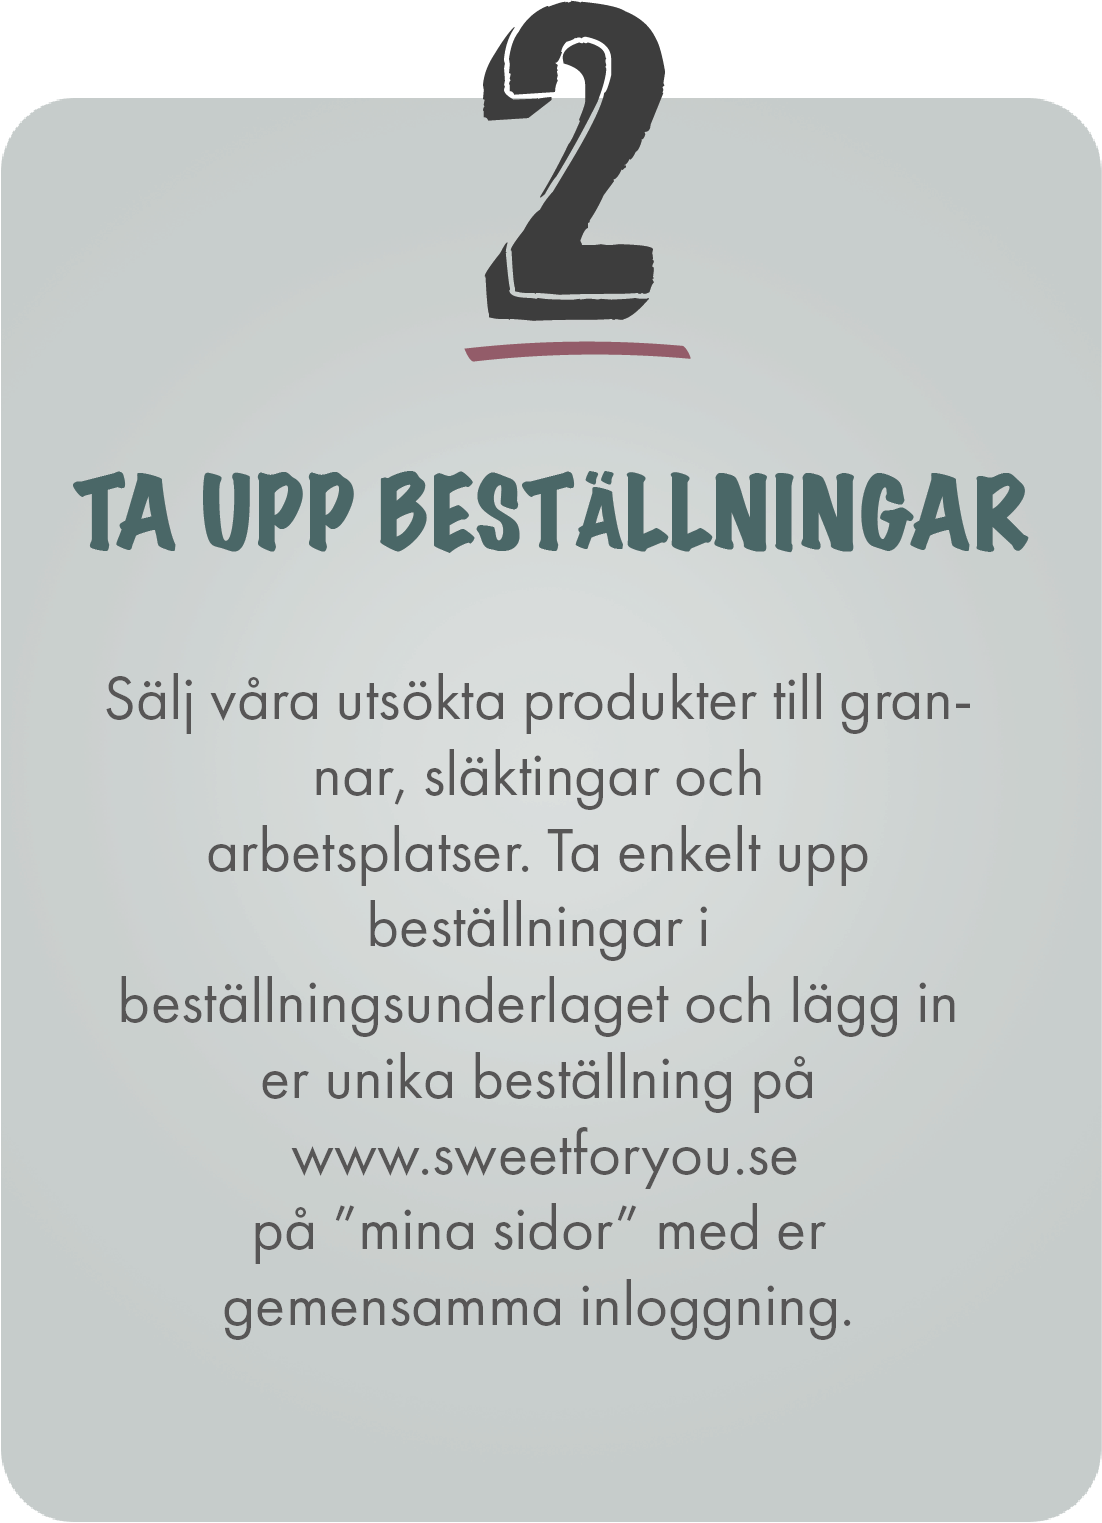 2
TA UPP BESTÄLLNINGAR
Sälj våra utsökta produkter till gran-
nar, släktingar och
arbetsplatser. Ta enkelt upp
beställningar i
beställningsunderlaget och lägg in
er unika beställning på
www.sweetforyou.se
på ”mina sidor” med er
gemensamma inloggning.